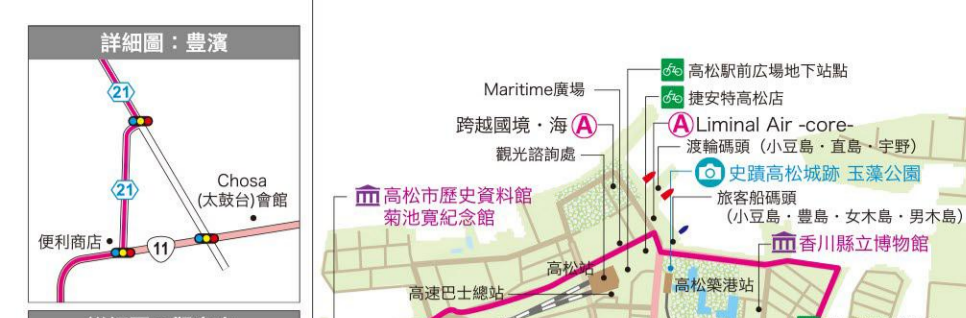 詳細圖：豊濱
21
21
Chosa
(太鼓台)會館
便利商店
11
高松駅前広場地下站點
Maritime廣場
捷安特高松店
跨越國境・海 A
A Liminal Air -core-
渡輪碼頭（小豆島・直島・宇野）
觀光諮詢處
史蹟高松城跡 玉藻公園
高松市歷史資料館
菊池寛紀念館
旅客船碼頭
（小豆島・豊島・女木島・男木島）
香川縣立博物館
高松站
高松築港站
高速巴士總站